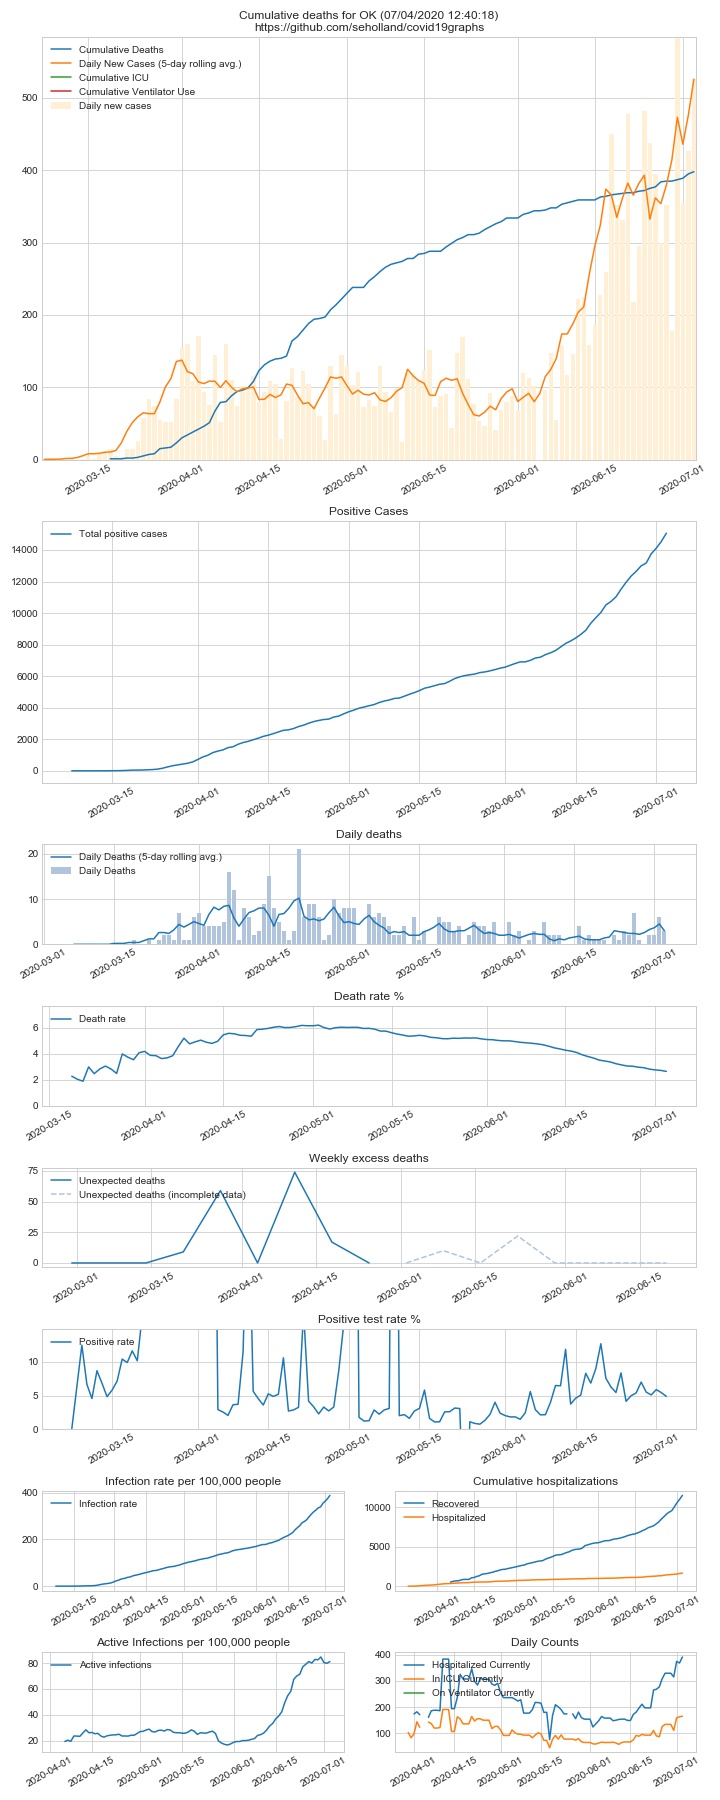 Cumulative deaths for OK (07/04/2020 12:40:18)
https://github.com/seholland/covid19graphs
Cumulative Deaths
Daily New Cases (5-day rolling avg.)
Cumulative ICU
Cumulative Ventilator Use
Daily new cases
500
400
300
200
100
0
2020-03-15 2020-04-01 2020-04-15 2020-05-01 2020-05-15 2020-06-01 2020-06-15 2020-07-01
Positive Cases
Total positive cases
14000
12000
10000
8000
6000
4000
2000
0
2020-03-15 2020-04-01 2020-04-15 2020-05-01 2020-05-15 2020-06-01 2020-06-15 2020-07-01
Daily deaths
Daily Deaths (5-day rolling avg.)
Daily Deaths
20
10
0
2020-03-01 2020-03-15 2020-04-01 2020-04-15 2020-05-01 2020-05-15 2020-06-01 2020-06-15 2020-07-01
Death rate %
Death rate
6
4
2
0
2020-03-15 2020-04-01 2020-04-15 2020-05-01 2020-05-15 2020-06-01 2020-06-15 2020-07-01
Weekly excess deaths
Unexpected deaths
Unexpected deaths (incomplete data)
75
50
25
0
2020-03-01 2020-03-15 2020-04-01 2020-04-15 2020-05-01 2020-05-15 2020-06-01 2020-06-15
Positive test rate %
Positive rate
10
5
0
2020-03-15 2020-04-01 2020-04-15 2020-05-01 2020-05-15 2020-06-01 2020-06-15 2020-07-01
Infection rate per 100,000 people
Infection rate
400
200
0
2020-03-15 2020-04-01 2020-04-15 2020-05-01 2020-05-15 2020-06-01 2020-06-15 2020-07-01
Cumulative hospitalizations
Recovered
Hospitalized
10000
5000
0
2020-04-01 2020-04-15 2020-05-01 2020-05-15 2020-06-01 2020-06-15 2020-07-01
Active Infections per 100,000 people
Active infections
80
60
40
20
2020-04-01 2020-04-15 2020-05-01 2020-05-15 2020-06-01 2020-06-15 2020-07-01
Daily Counts
Hospitalized Currently
In ICU Currently
On Ventilator Currently
400
300
200
100
2020-04-01 2020-04-15 2020-05-01 2020-05-15 2020-06-01 2020-06-15 2020-07-01